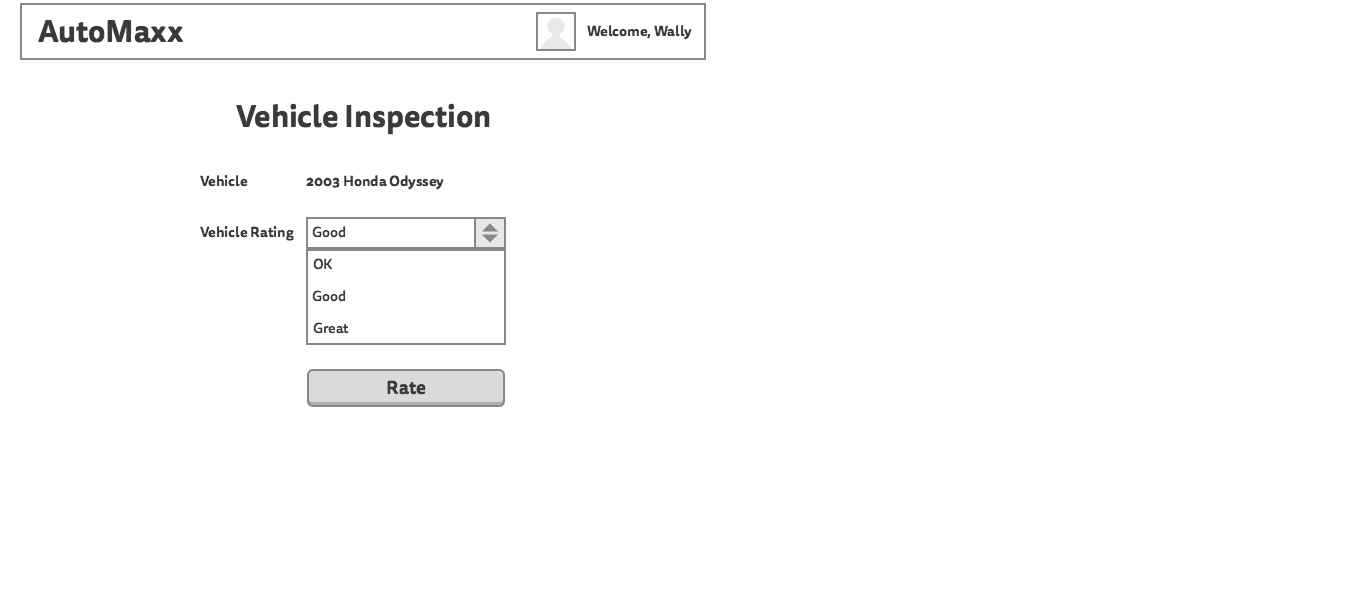 AutoMaxx
Welcome, Wally
Vehicle Inspection
Vehicle 2003 Honda Odyssey
Vehicle Rating Good
OK
Good
Great
Rate